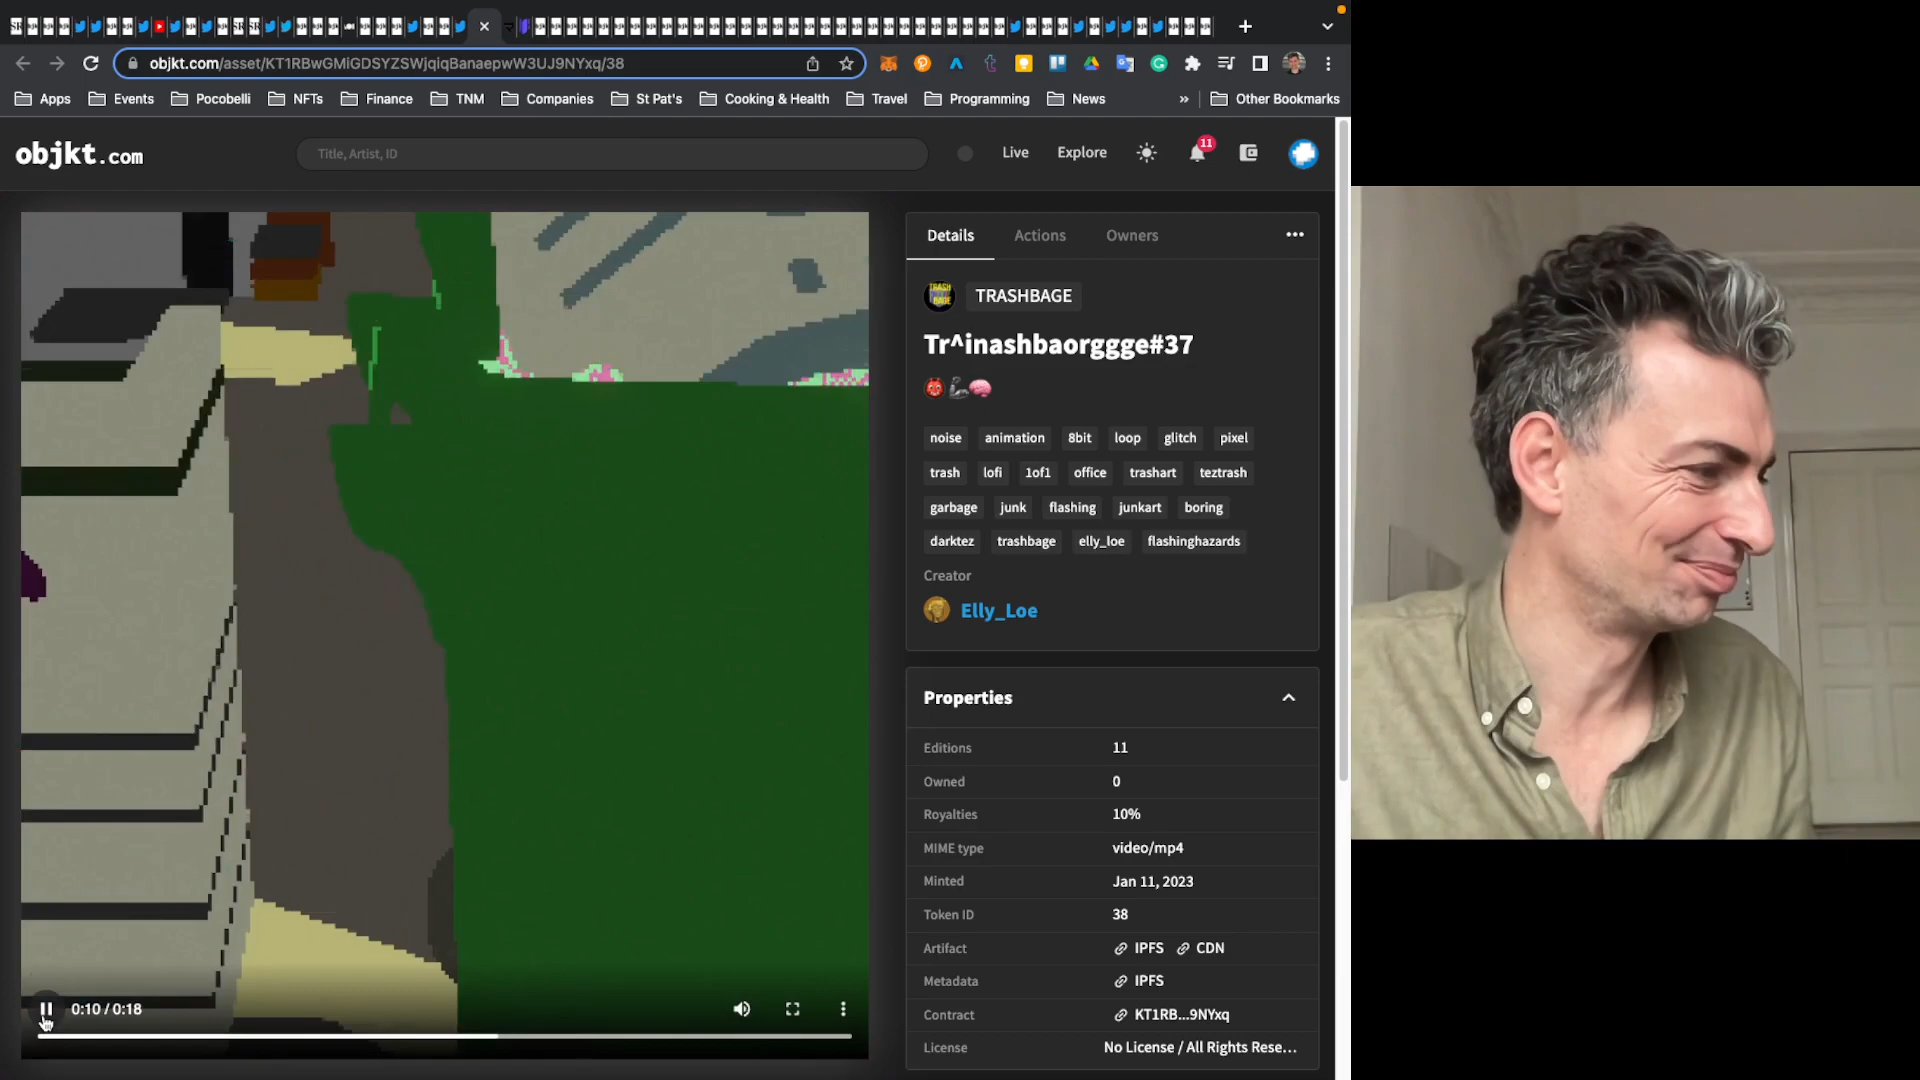 objkt.com/asset/KT1RBwGMiGDSYZSWjqiqBanaepwW3UJ9NYxq/38
Apps Events Pocobelli NFTs Finance TNM Companies St Pat's Cooking & Health Travel Programming News » Other Bookmarks
objkt.com
Title, Artist, ID
Live Explore 11
Details Actions Owners
TRASHBAGE
Tr^inashbaorggge#37
noise animation 8bit loop glitch pixel
trash lofi 1of1 office trashart teztrash
garbage junk flashing junkart boring
darktez trashbage elly_loe flashinghazards
Creator
Elly_Loe
Properties
Editions 11
Owned 0
Royalties 10%
MIME type video/mp4
Minted Jan 11, 2023
Token ID 38
Artifact IPFS CDN
Metadata IPFS
Contract KT1RB...9NYxq
License No License / All Rights Rese...
0:10 / 0:18